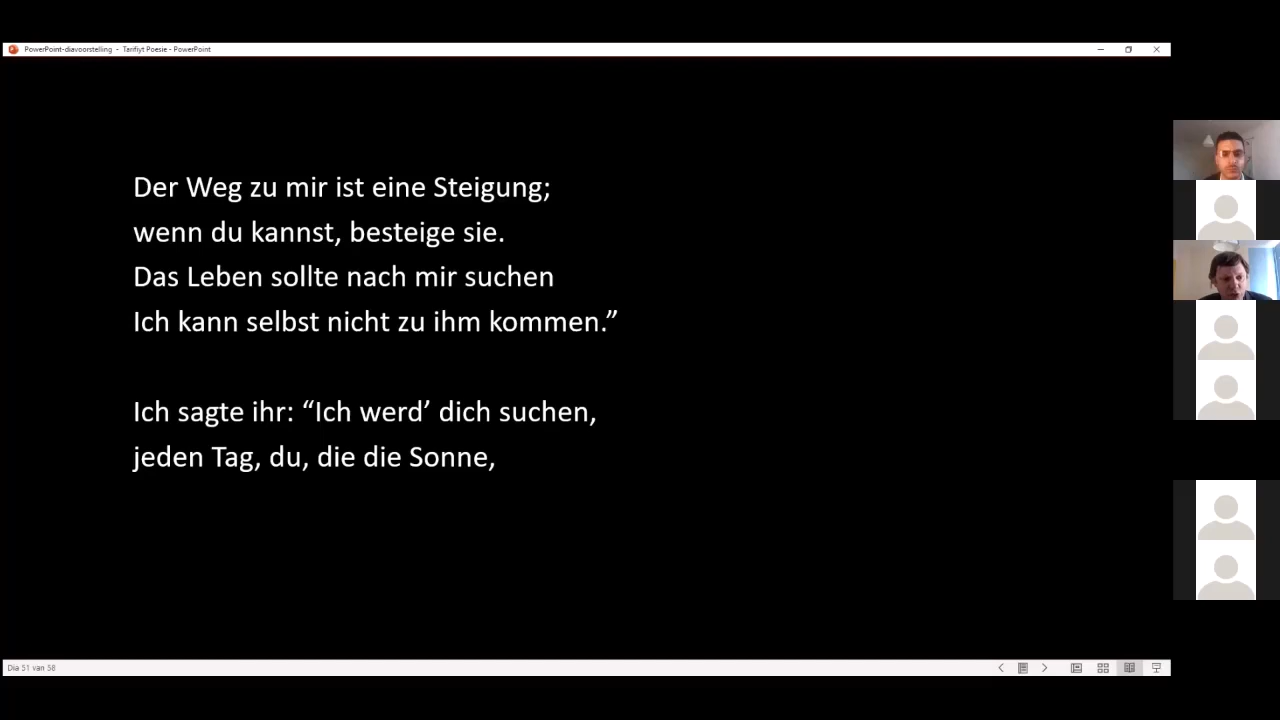 PowerPoint-diavoorstelling - Tarifiyt Poesie - PowerPoint
Der Weg zu mir ist eine Steigung;
wenn du kannst, besteige sie.
Das Leben sollte nach mir suchen
Ich kann selbst nicht zu ihm kommen.”
Ich sagte ihr: “Ich werd’ dich suchen,
jeden Tag, du, die die Sonne,
Dia 51 van 58